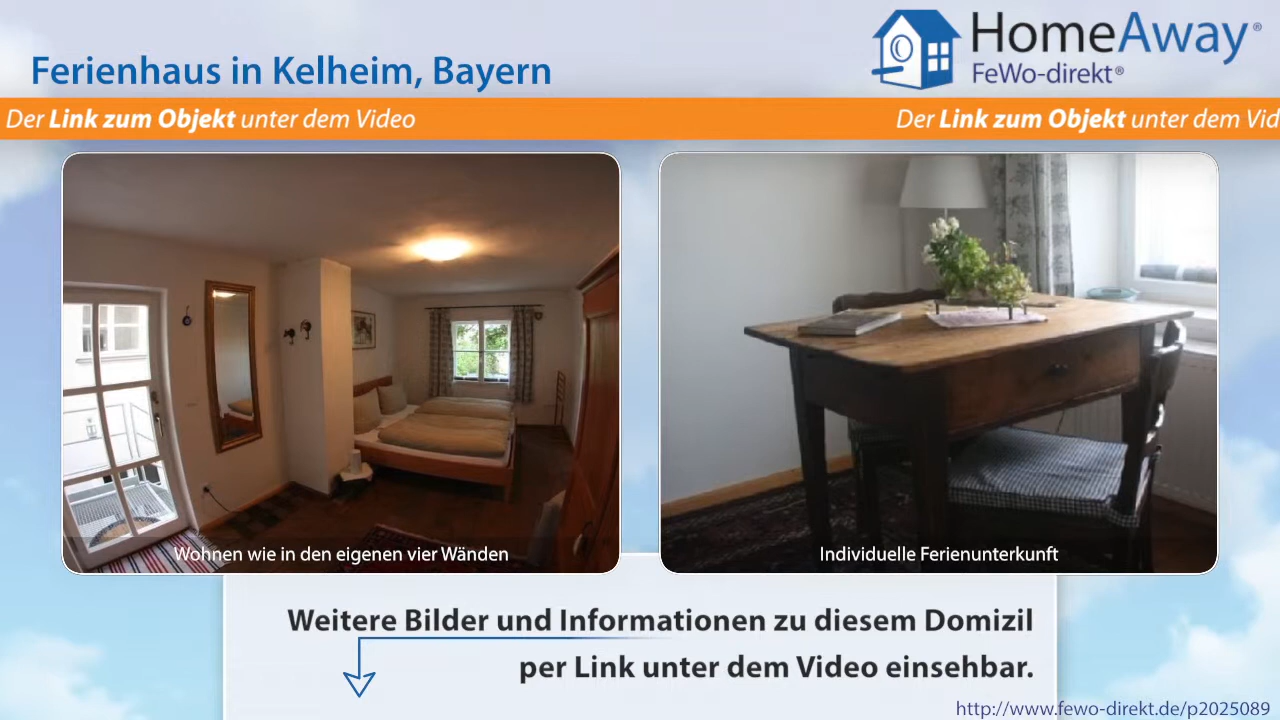 Ferienhaus in Kelheim, Bayern
HomeAway®
FeWo-direkt®
Der Link zum Objekt unter dem Video
Der Link zum Objekt unter dem Vid
Wohnen wie in den eigenen vier Wänden
Individuelle Ferienunterkunft
Weitere Bilder und Informationen zu diesem Domizil
per Link unter dem Video einsehbar.
http://www.fewo-direkt.de/p2025089